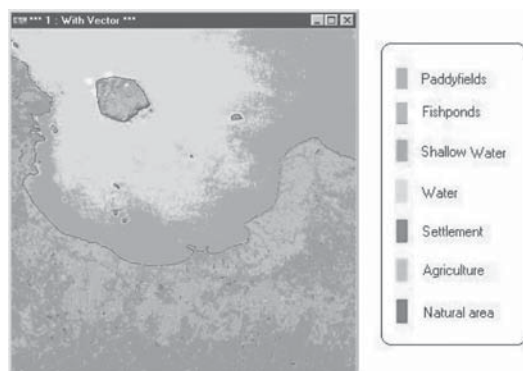 *** 1 : With Vector ***
Paddyfields
Fishponds
Shallow Water
Water
Settlement
Agriculture
Natural area